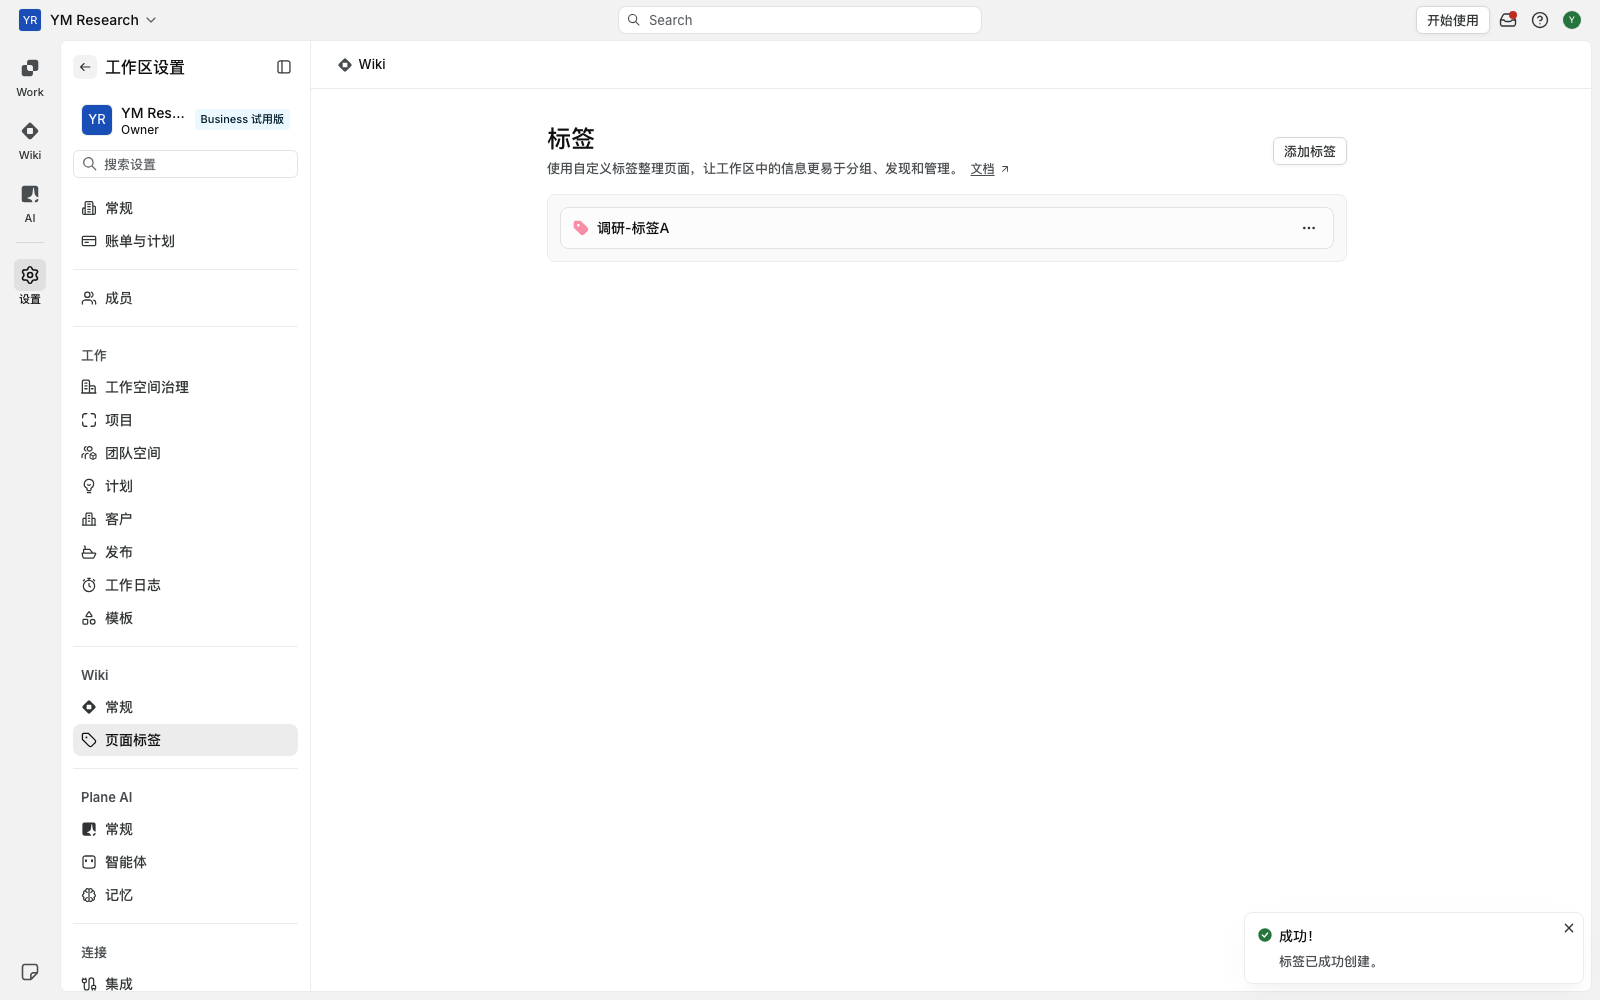 YR YM Research
Search
开始使用
Y
Work
Wiki
AI
设置
工作区设置
YR YM Res...
Owner
Business 试用版
搜索设置
常规
账单与计划
成员
工作
工作空间治理
项目
团队空间
计划
客户
发布
工作日志
模板
Wiki
常规
页面标签
Plane AI
常规
智能体
记忆
连接
集成
Wiki
标签
使用自定义标签整理页面，让工作区中的信息更易于分组、发现和管理。 文档
添加标签
调研-标签A
成功！
标签已成功创建。